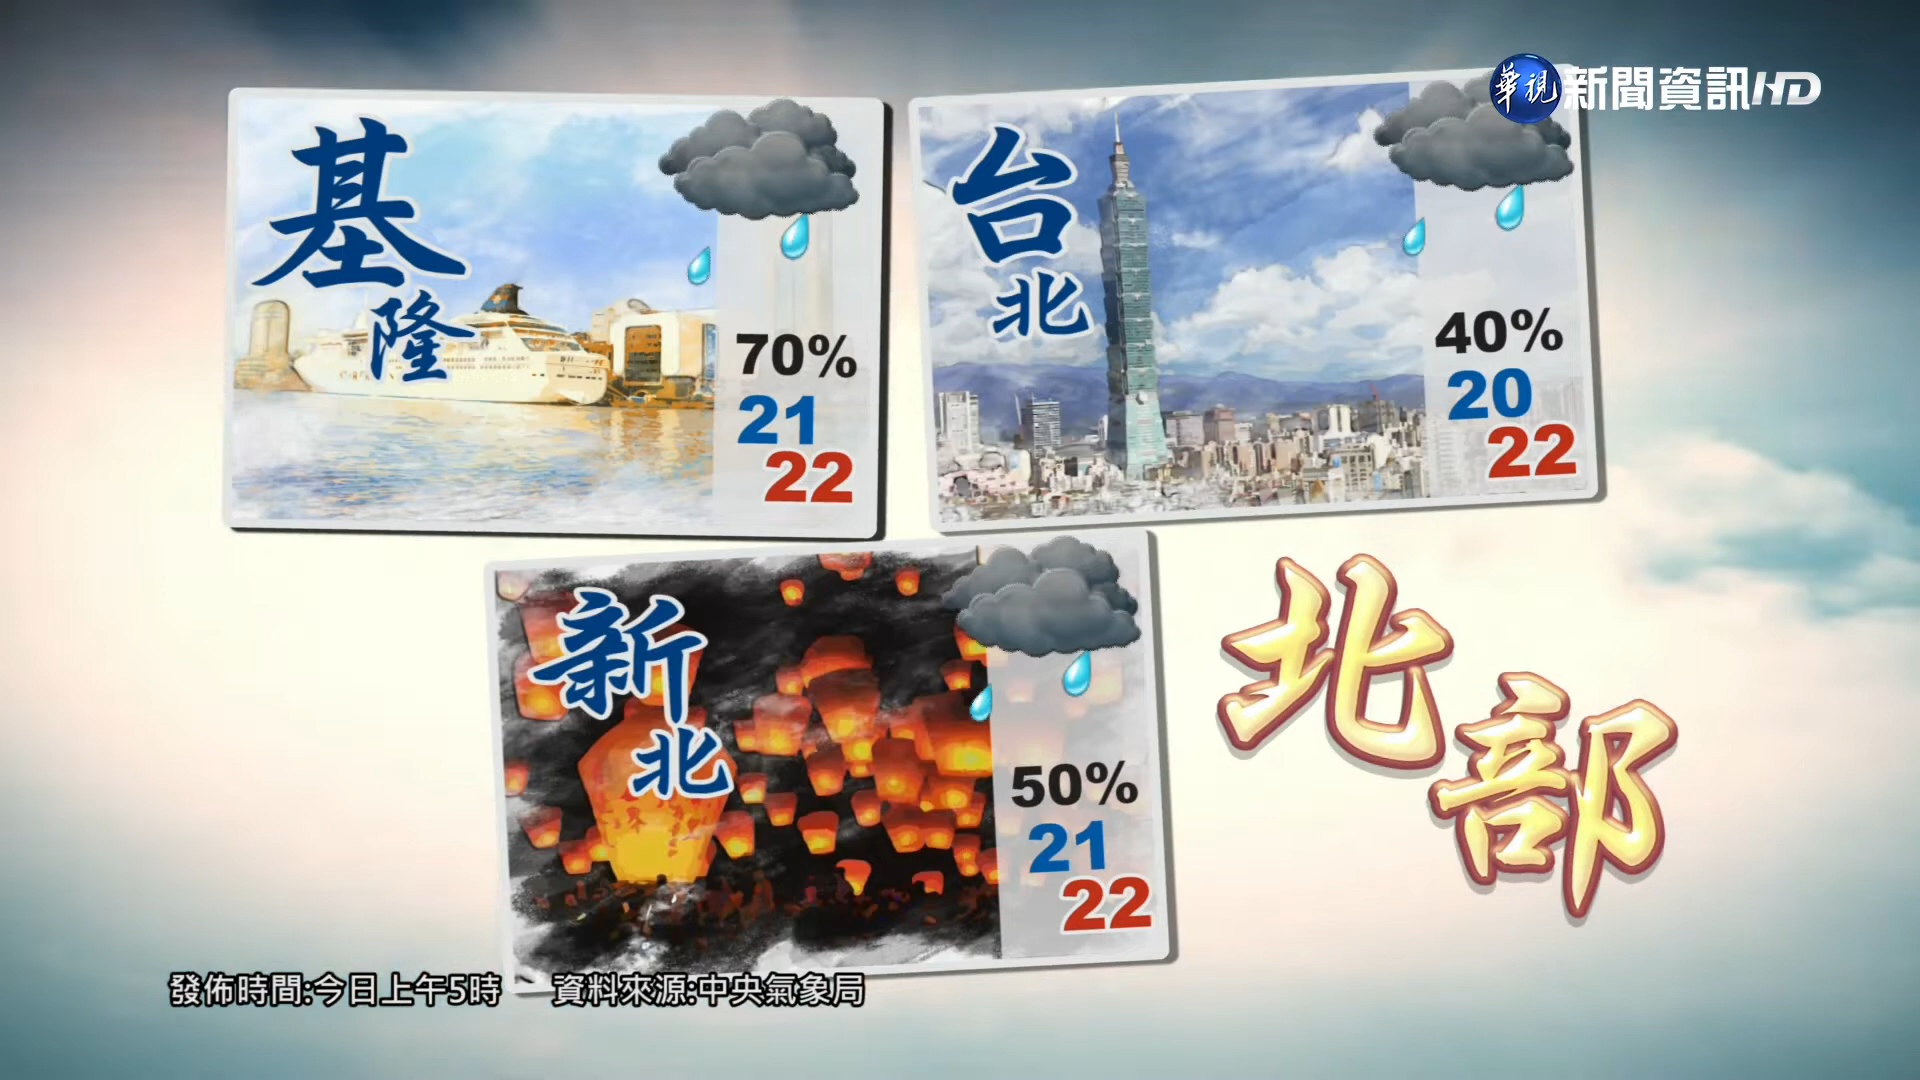 華視新聞資訊HD
基隆
70%
21
22
台北
40%
20
22
新北
50%
21
22
北部
發佈時間:今日上午5時
資料來源:中央氣象局